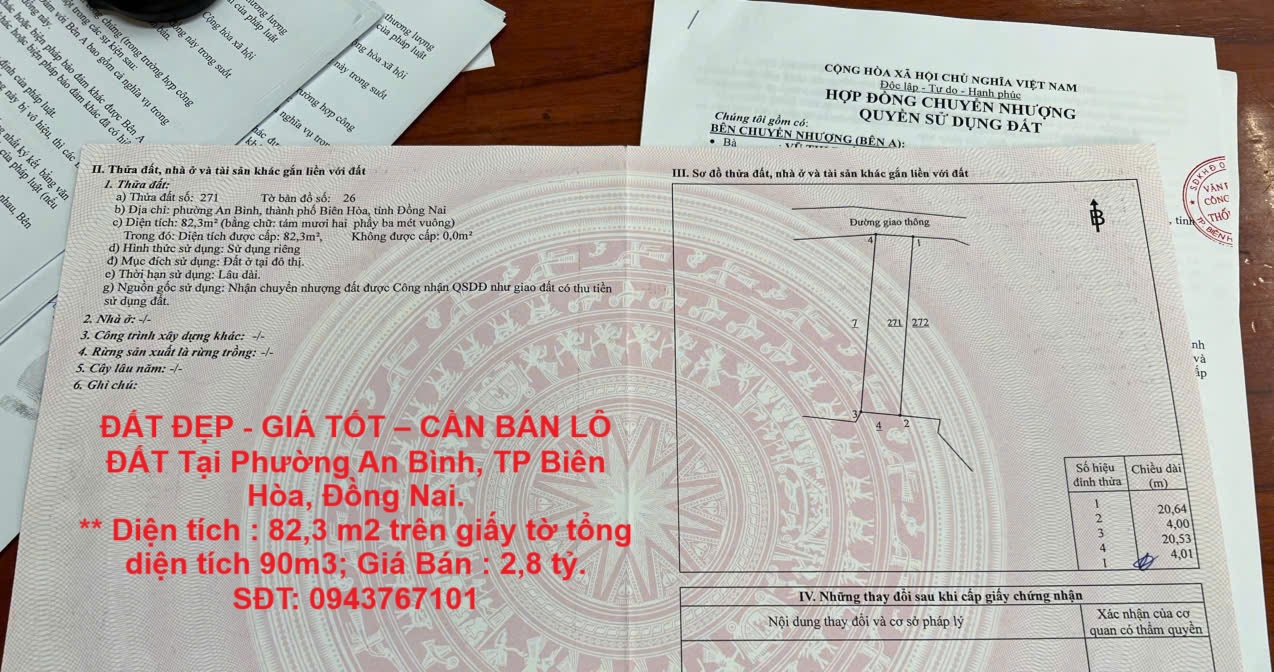 CỘNG HÒA XÃ HỘI CHỦ NGHĨA VIỆT NAM
Độc lập - Tự do - Hạnh phúc
HỢP ĐỒNG CHUYỂN NHƯỢNG
QUYỀN SỬ DỤNG ĐẤT
Chúng tôi gồm có:
BÊN CHUYỂN NHƯỢNG (BÊN A):
• Bà
II. Thửa đất, nhà ở và tài sản khác gắn liền với đất
1. Thửa đất:
a) Thửa đất số: 271 Tờ bản đồ số: 26
b) Địa chỉ: phường An Bình, thành phố Biên Hòa, tỉnh Đồng Nai
c) Diện tích: 82,3m² (bằng chữ: tám mươi hai phẩy ba mét vuông)
Trong đó: Diện tích được cấp: 82,3m², Không được cấp: 0,0m²
d) Hình thức sử dụng: Sử dụng riêng
đ) Mục đích sử dụng: Đất ở tại đô thị.
e) Thời hạn sử dụng: Lâu dài.
g) Nguồn gốc sử dụng: Nhận chuyển nhượng đất được Công nhận QSDĐ như giao đất có thu tiền
sử dụng đất.
2. Nhà ở: -/-
3. Công trình xây dựng khác: -/-
4. Rừng sản xuất là rừng trồng: -/-
5. Cây lâu năm: -/-
6. Ghi chú:
ĐẤT ĐẸP - GIÁ TỐT – CẦN BÁN LÔ
ĐẤT Tại Phường An Bình, TP Biên
Hòa, Đồng Nai.
** Diện tích : 82,3 m2 trên giấy tờ tổng
diện tích 90m3; Giá Bán : 2,8 tỷ.
SĐT: 0943767101
III. Sơ đồ thửa đất, nhà ở và tài sản khác gắn liền với đất
B
Đường giao thông
4 1
7 271 272
3 4 2
Số hiệu đỉnh thửa
Chiều dài (m)
1
20,64
2
4,00
3
20,53
4
4,01
1
IV. Những thay đổi sau khi cấp giấy chứng nhận
Nội dung thay đổi và cơ sở pháp lý
Xác nhận của cơ
quan có thẩm quyền
, tỉnh
nh
và